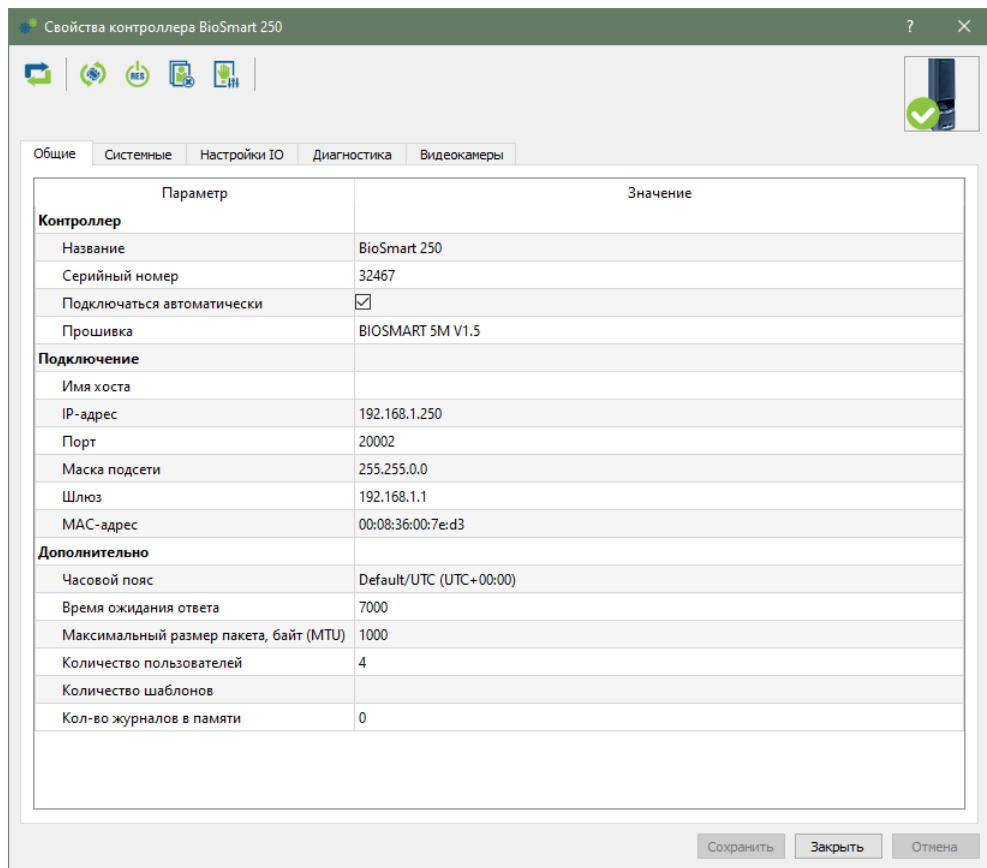 Свойства контроллера BioSmart 250 ?
RES
Общие Системные Настройки IO Диагностика Видеокамеры
Параметр Значение
Контроллер
Название BioSmart 250
Серийный номер 32467
Подключаться автоматически
Прошивка BIOSMART 5M V1.5
Подключение
Имя хоста
IP-адрес 192.168.1.250
Порт 20002
Маска подсети 255.255.0.0
Шлюз 192.168.1.1
MAC-адрес 00:08:36:00:7e:d3
Дополнительно
Часовой пояс Default/UTC (UTC+00:00)
Время ожидания ответа 7000
Максимальный размер пакета, байт (MTU) 1000
Количество пользователей 4
Количество шаблонов
Кол-во журналов в памяти 0
Сохранить Закрыть Отмена